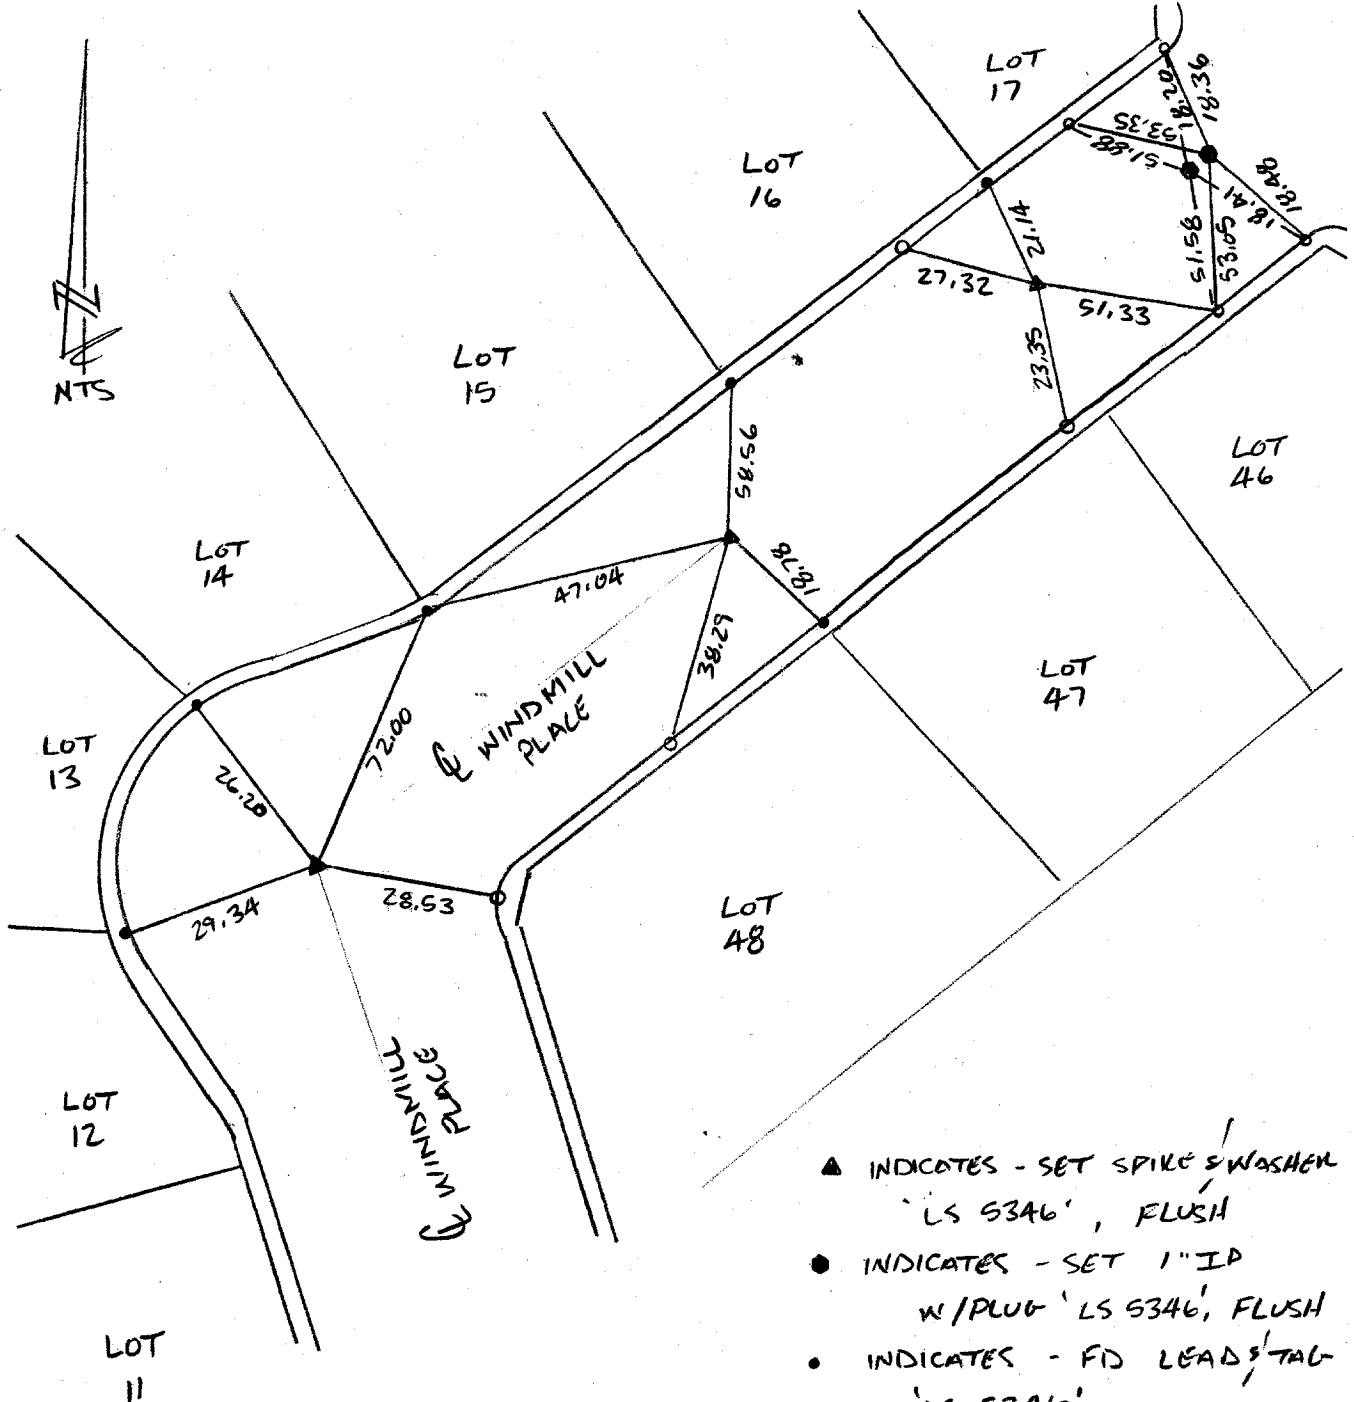 LOT
17
LOT
16
18.20
18.36
53.35
51.88
18.48
18.41
21.14
27.32
51.33
51.58
53.05
23.35
NTS
LOT
15
58.56
LOT
46
LOT
14
47.04
18.78
38.29
LOT
47
LOT
13
72.00
26.20
℄ WINDMILL
PLACE
29.34
28.53
LOT
48
℄ WINDMILL
PLACE
LOT
12
LOT
11
▲ INDICATES - SET SPIKE & WASHER
'LS 5346', FLUSH
● INDICATES - SET 1" IP
W/PLUG 'LS 5346', FLUSH
• INDICATES - FD LEAD & TAG